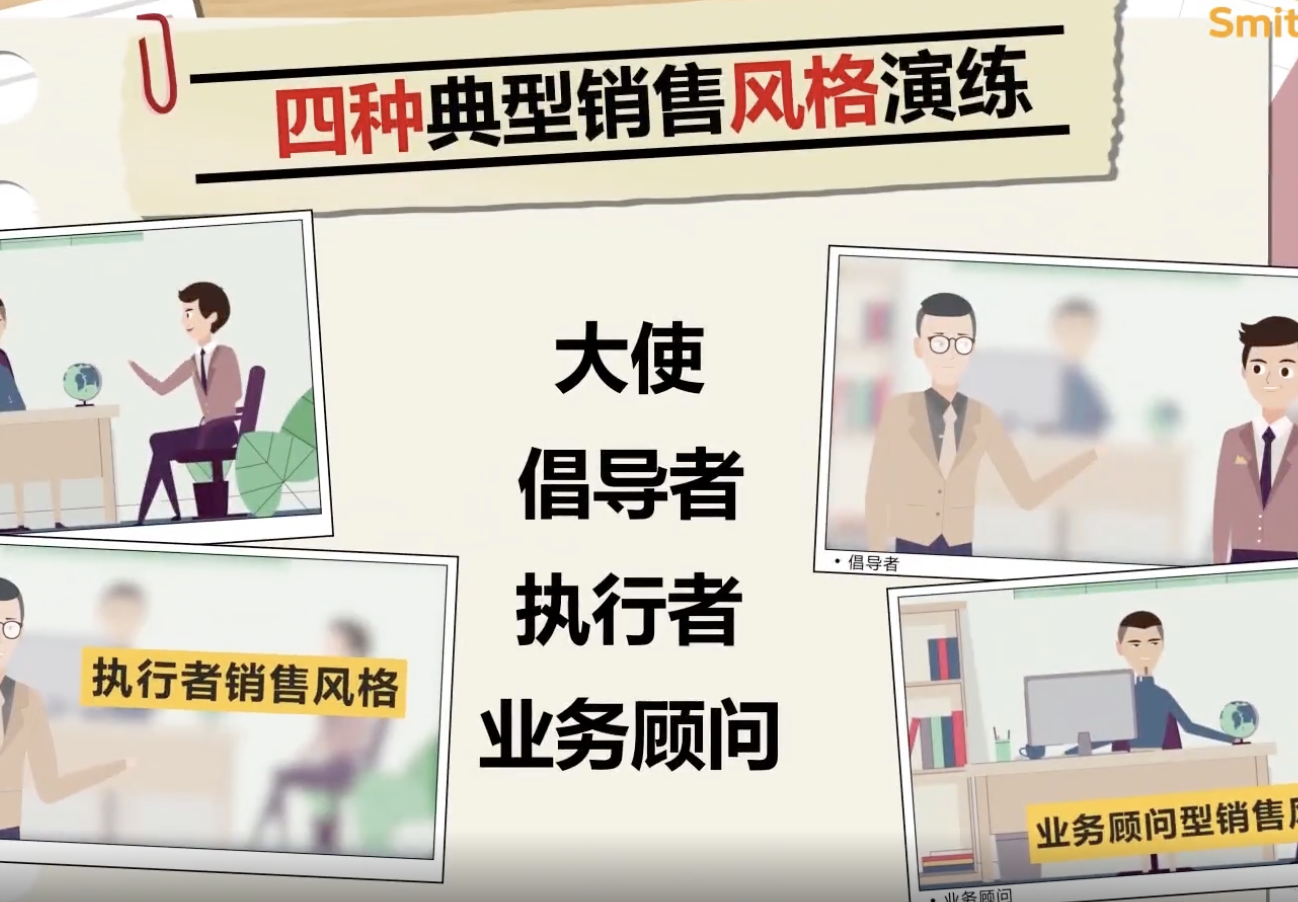 Smit
四种典型销售风格演练
大使
倡导者
执行者
业务顾问
• 倡导者
执行者销售风格
业务顾问型销售风
• 业务顾问